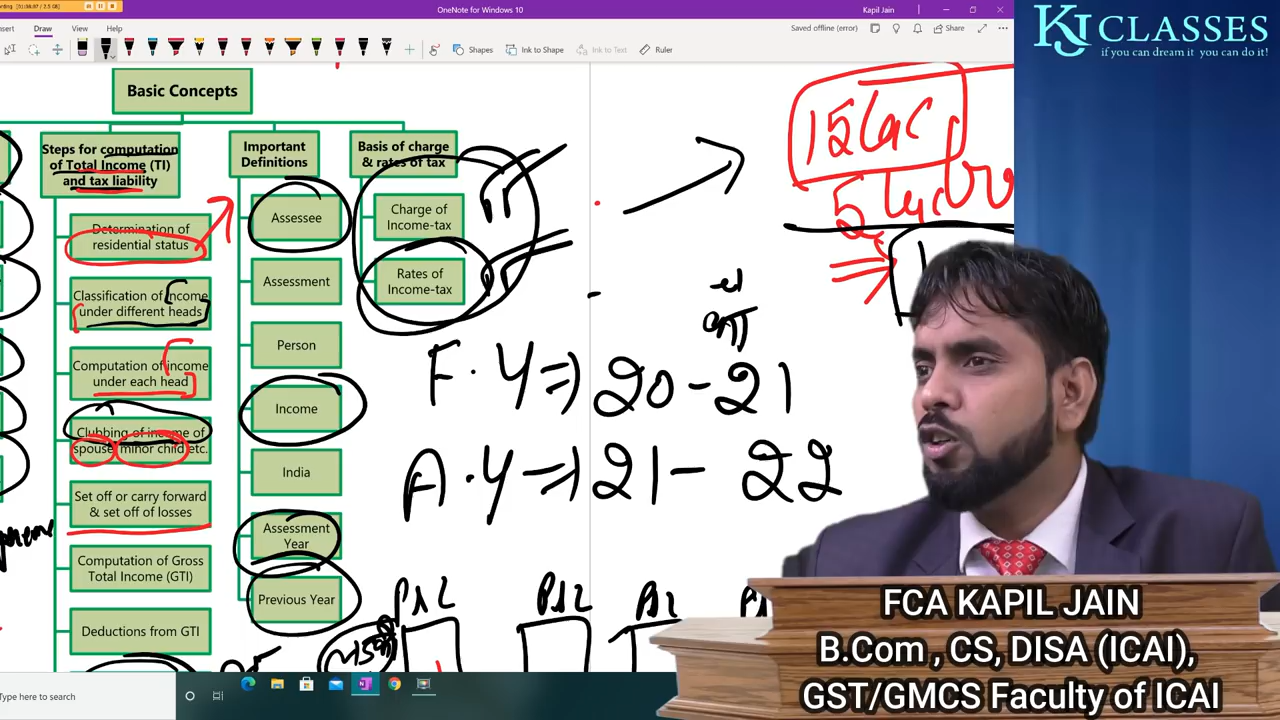 OneNote for Windows 10
Kapil Jain
Insert
Draw
View
Help
Saved offline (error)
Share
Shapes
Ink to Shape
Ink to Text
Ruler
KJ CLASSES
if you can dream it you can do it!
Basic Concepts
Steps for computation
of Total Income (TI)
and tax liability
Determination of
residential status
Classification of income
under different heads
Computation of income
under each head
Clubbing of income of
spouse, minor child etc.
Set off or carry forward
& set off of losses
Computation of Gross
Total Income (GTI)
Deductions from GTI
Important
Definitions
Assessee
Assessment
Person
Income
India
Assessment
Year
Previous Year
Basis of charge
& rates of tax
Charge of
Income-tax
Rates of
Income-tax
15 lac
F.Y => 20-21
A.Y => 21-22
FCA KAPIL JAIN
B.Com , CS, DISA (ICAI),
GST/GMCS Faculty of ICAI
Type here to search